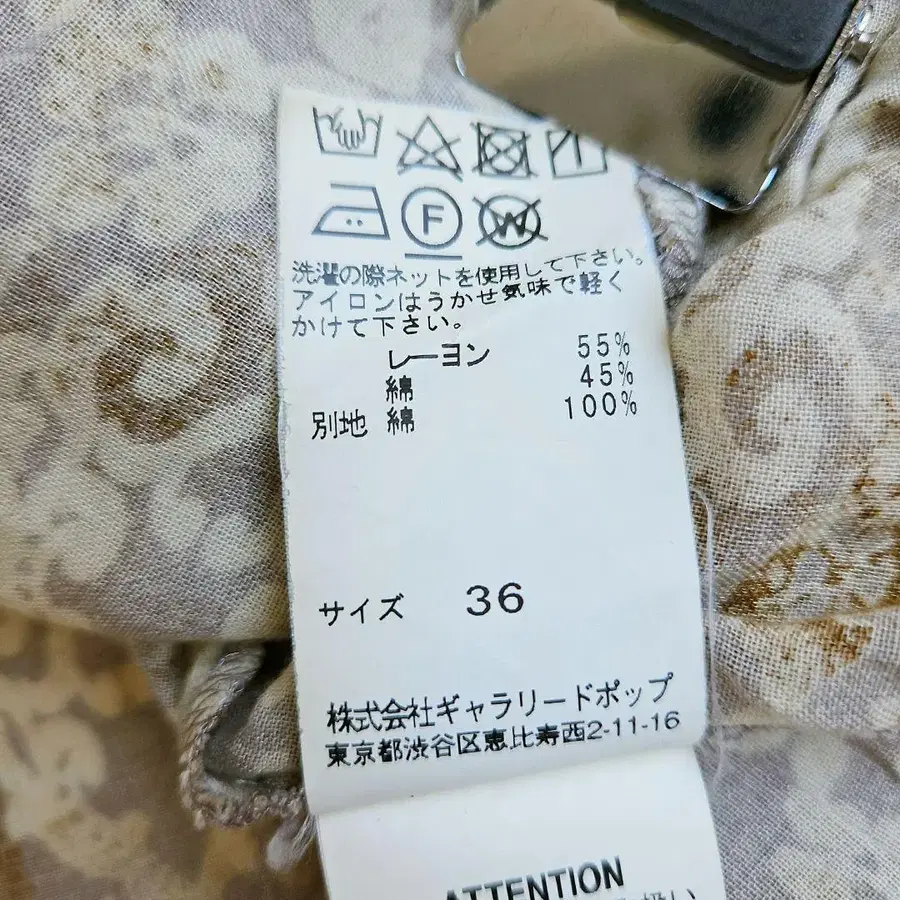 F W
洗濯の際ネットを使用して下さい。
アイロンはうかせ気味で軽く
かけて下さい。
レーヨン 55%
綿 45%
別地 綿 100%
サイズ 36
株式会社ギャラリードポップ
東京都渋谷区恵比寿西2-11-16
ATTENTION